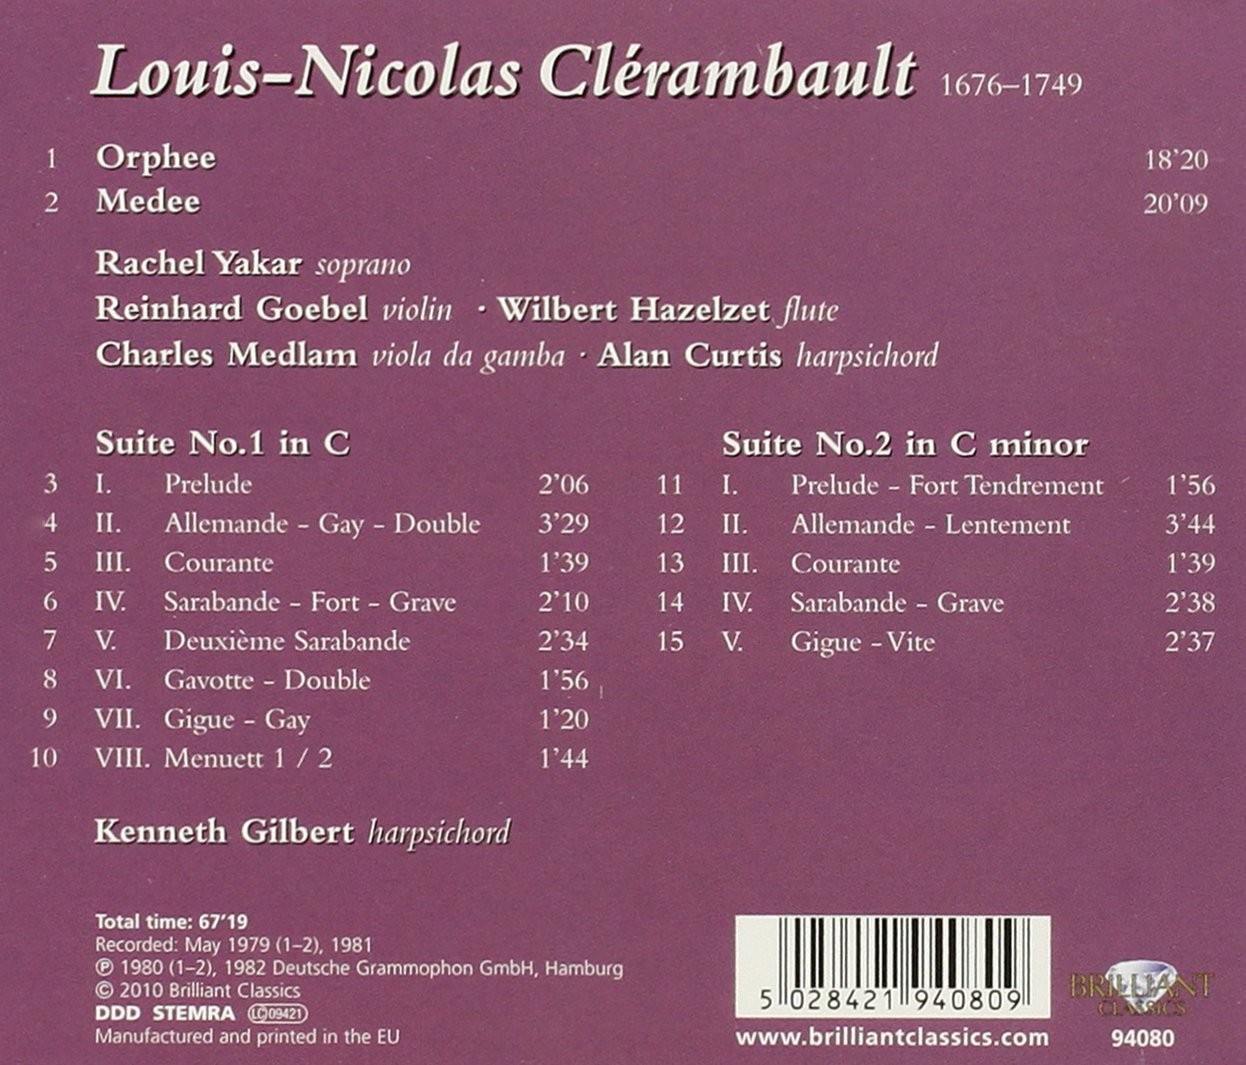 Louis-Nicolas Clérambault 1676–1749
1 Orphee 18'20
2 Medee 20'09
Rachel Yakar soprano
Reinhard Goebel violin · Wilbert Hazelzet flute
Charles Medlam viola da gamba · Alan Curtis harpsichord
Suite No.1 in C
3 I. Prelude 2'06
4 II. Allemande – Gay – Double 3'29
5 III. Courante 1'39
6 IV. Sarabande – Fort – Grave 2'10
7 V. Deuxième Sarabande 2'34
8 VI. Gavotte – Double 1'56
9 VII. Gigue – Gay 1'20
10 VIII. Menuett 1 / 2 1'44
Suite No.2 in C minor
11 I. Prelude – Fort Tendrement 1'56
12 II. Allemande – Lentement 3'44
13 III. Courante 1'39
14 IV. Sarabande – Grave 2'38
15 V. Gigue – Vite 2'37
Kenneth Gilbert harpsichord
Total time: 67'19
Recorded: May 1979 (1–2), 1981
℗ 1980 (1–2), 1982 Deutsche Grammophon GmbH, Hamburg
© 2010 Brilliant Classics
DDD STEMRA LC 09421
Manufactured and printed in the EU
5 028421 940809
www.brilliantclassics.com
BRILLIANT
CLASSICS
94080